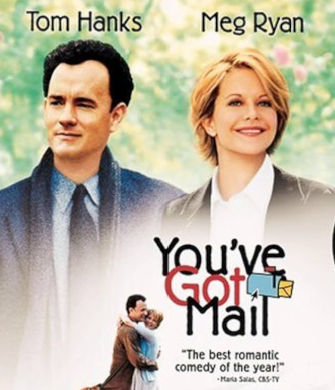 Tom Hanks Meg Ryan
You've
Got
Mail
"The best romantic
comedy of the year!"
-Maria Salas, CBS-TV